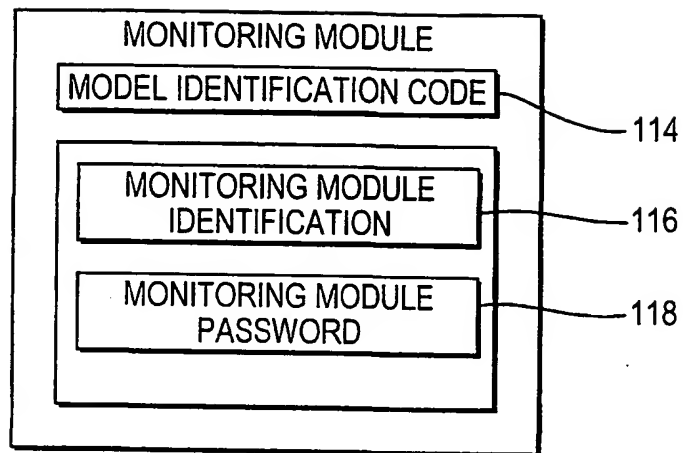 MONITORING MODULE
MODEL IDENTIFICATION CODE
114
MONITORING MODULE
IDENTIFICATION
116
MONITORING MODULE
PASSWORD
118